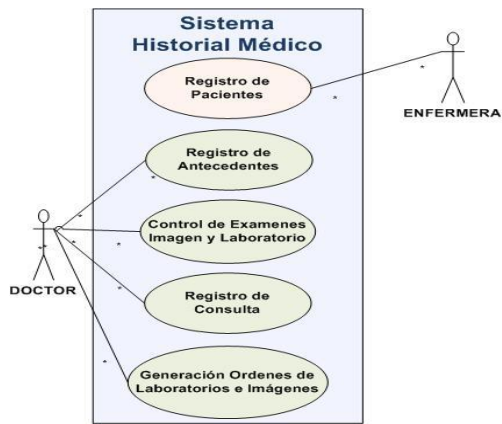 Sistema
Historial Médico
Registro de
Pacientes
ENFERMERA
Registro de
Antecedentes
Control de Examenes
Imagen y Laboratorio
DOCTOR
Registro de
Consulta
Generación Ordenes de
Laboratorios e Imágenes